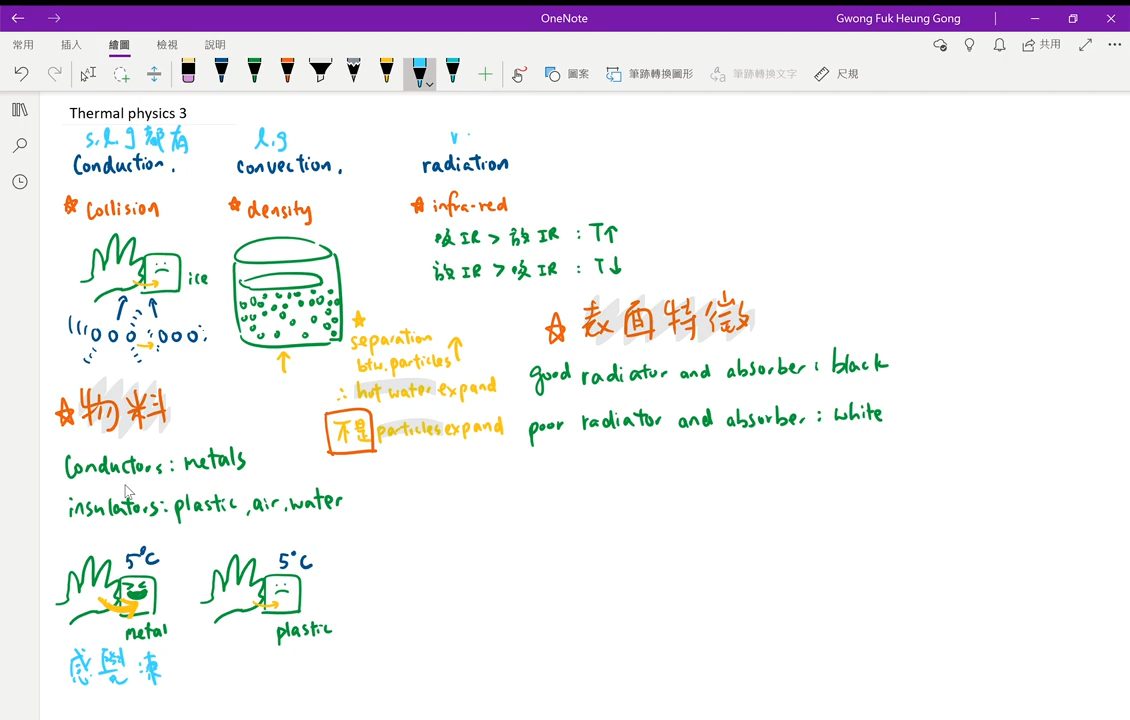 OneNote
Gwong Fuk Heung Gong
常用 插入 繪圖 檢視 說明
共用
圖案 筆跡轉換圖形 筆跡轉換文字 尺規
Thermal physics 3
s, l, g 都有
Conduction.
☆ Collision
ice
☆ 物料
Conductors: metals
insulators: plastic, air, water
5°C
metal
感覺凍
5°C
plastic
l, g
convection.
☆ density
☆
separation
btw. particles ↑
∴ hot water expand
不是 particles expand
radiation
☆ infra-red
吸 IR > 放 IR : T↑
放 IR > 吸 IR : T↓
☆ 表面特徵
good radiator and absorber: black
poor radiator and absorber: white